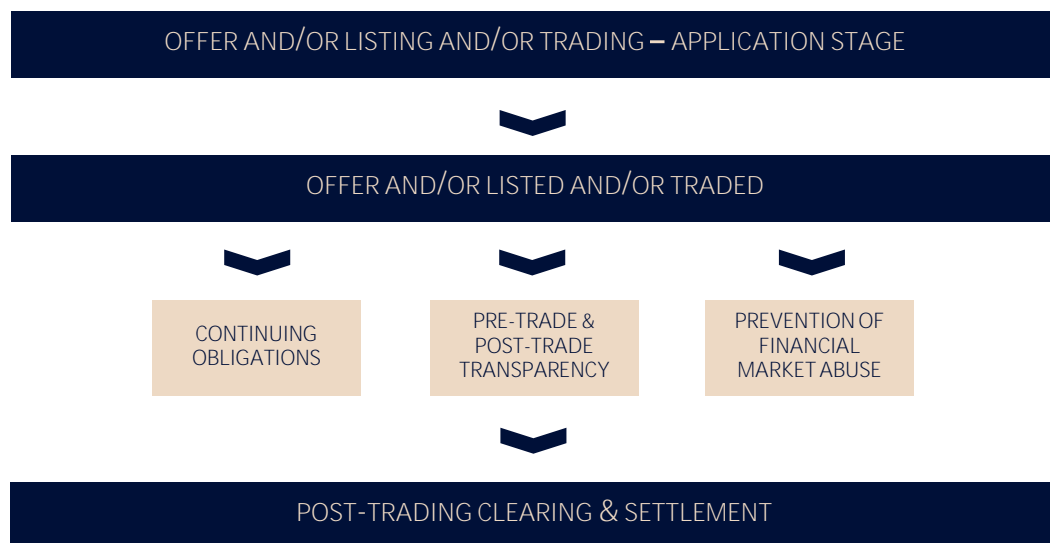 OFFER AND/OR LISTING AND/OR TRADING – APPLICATION STAGE
OFFER AND/OR LISTED AND/OR TRADED
CONTINUING
OBLIGATIONS
PRE-TRADE &
POST-TRADE
TRANSPARENCY
PREVENTION OF
FINANCIAL
MARKET ABUSE
POST-TRADING CLEARING & SETTLEMENT